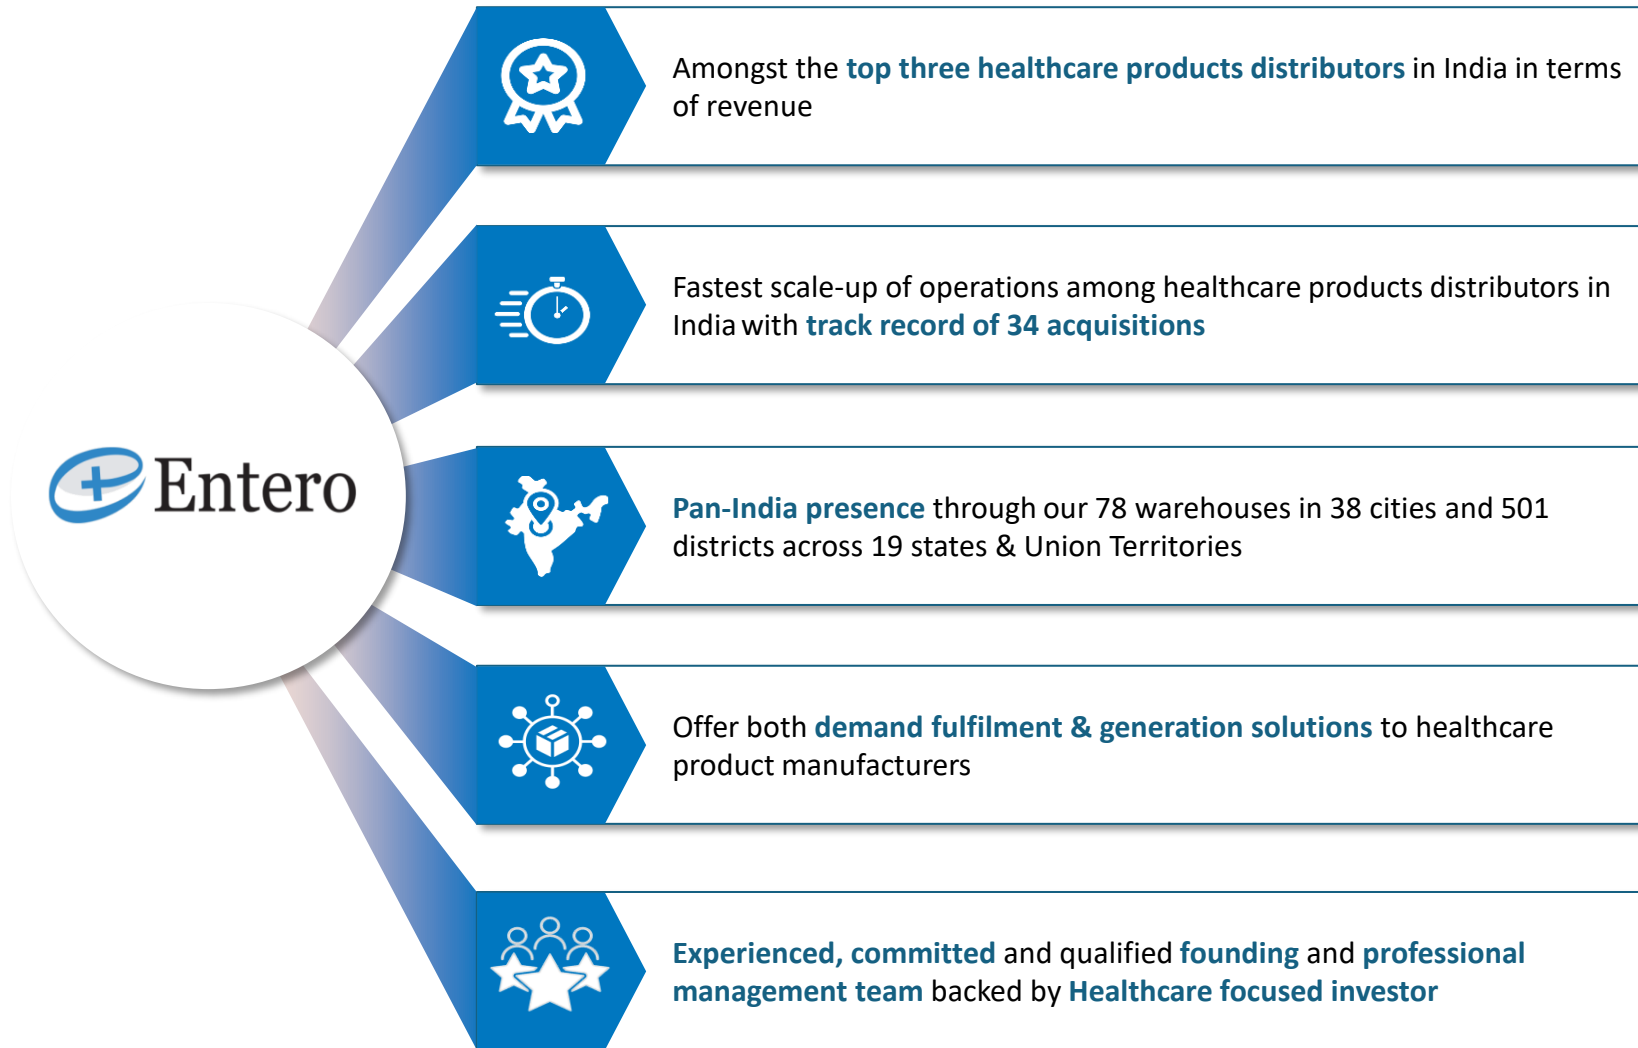 Amongst the top three healthcare products distributors in India in terms
of revenue
Fastest scale-up of operations among healthcare products distributors in
India with track record of 34 acquisitions
Entero
Pan-India presence through our 78 warehouses in 38 cities and 501
districts across 19 states & Union Territories
Offer both demand fulfilment & generation solutions to healthcare
product manufacturers
Experienced, committed and qualified founding and professional
management team backed by Healthcare focused investor